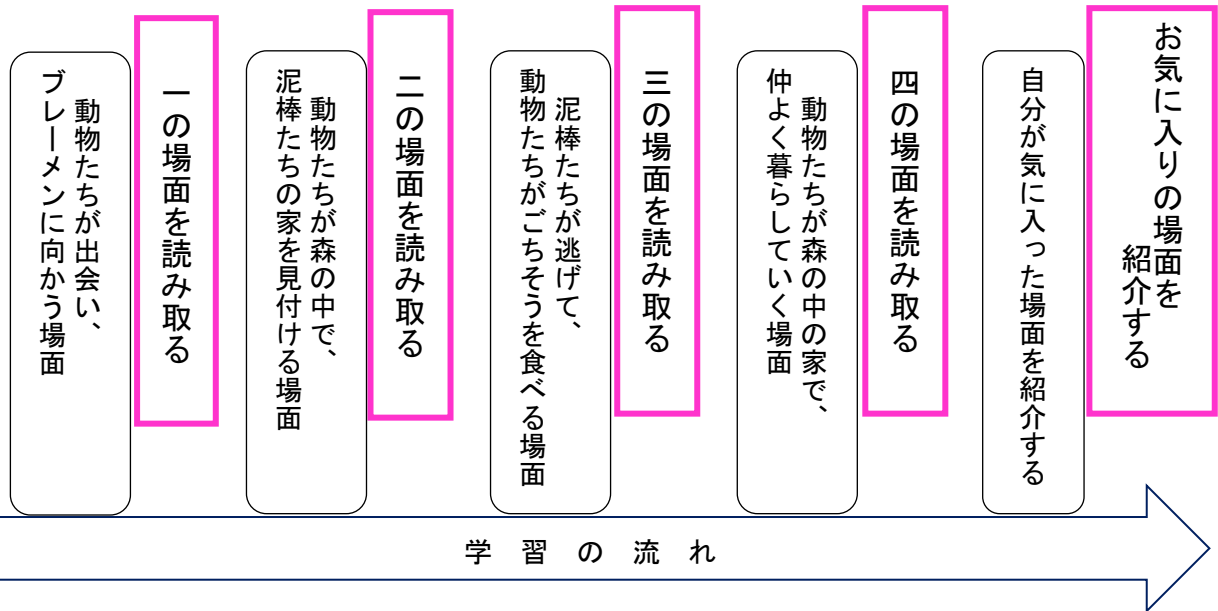 一の場面を読み取る
動物たちが出会い、
ブレーメンに向かう場面
二の場面を読み取る
動物たちが森の中で、
泥棒たちの家を見付ける場面
三の場面を読み取る
泥棒たちが逃げて、
動物たちがごちそうを食べる場面
四の場面を読み取る
動物たちが森の中の家で、
仲よく暮らしていく場面
お気に入りの場面を
紹介する
自分が気に入った場面を紹介する
学習の流れ